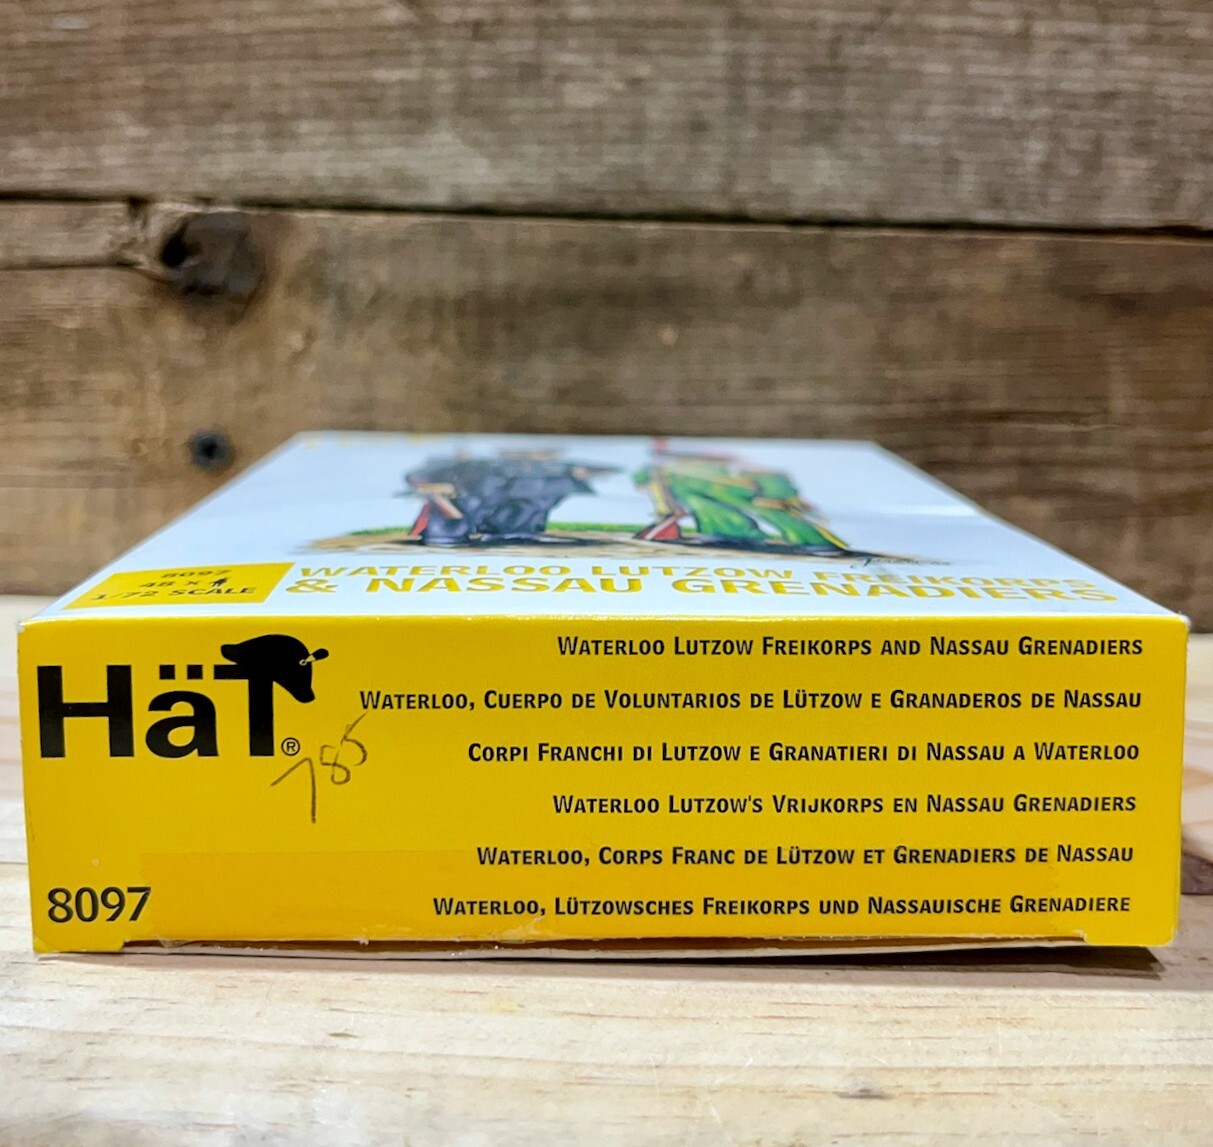 8097
48 x
1/72 SCALE
WATERLOO LUTZOW FREIKORPS
& NASSAU GRENADIERS
HäT®
785
8097
WATERLOO LUTZOW FREIKORPS AND NASSAU GRENADIERS
WATERLOO, CUERPO DE VOLUNTARIOS DE LÜTZOW E GRANADEROS DE NASSAU
CORPI FRANCHI DI LUTZOW E GRANATIERI DI NASSAU A WATERLOO
WATERLOO LUTZOW'S VRIJKORPS EN NASSAU GRENADIERS
WATERLOO, CORPS FRANC DE LÜTZOW ET GRENADIERS DE NASSAU
WATERLOO, LÜTZOWSCHES FREIKORPS UND NASSAUISCHE GRENADIERE